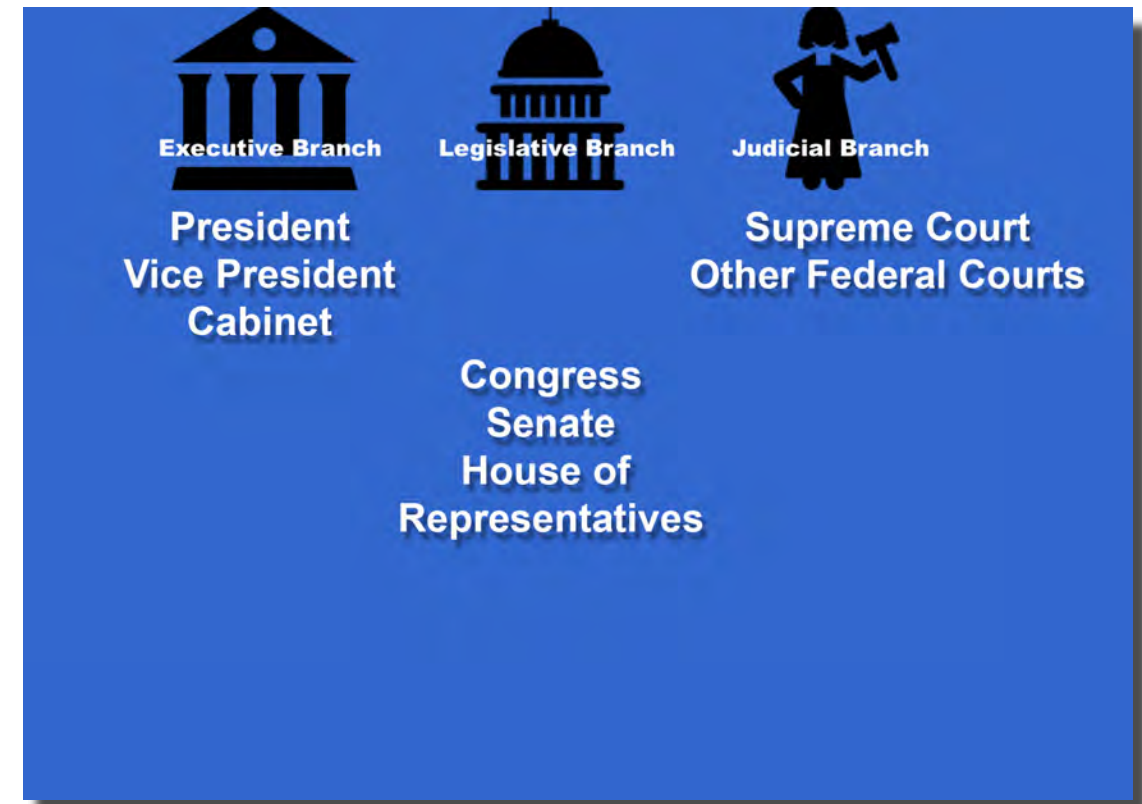 Executive Branch
Legislative Branch
Judicial Branch
President
Vice President
Cabinet
Supreme Court
Other Federal Courts
Congress
Senate
House of
Representatives